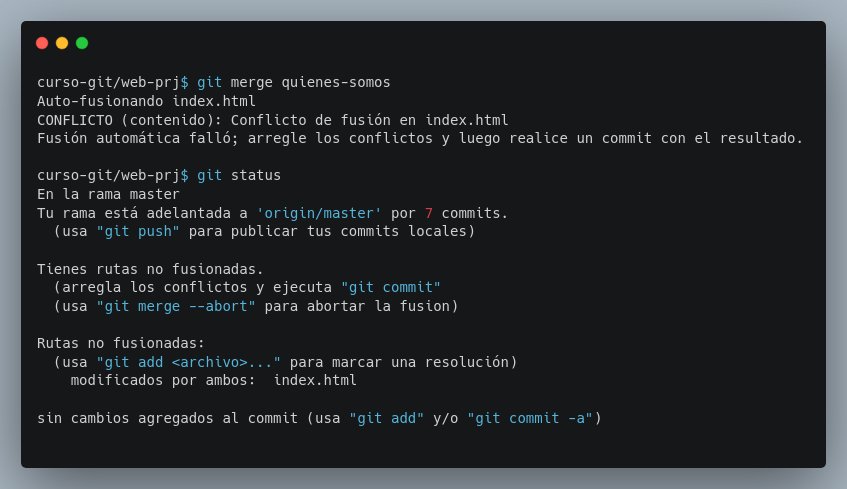 curso-git/web-prj$ git merge quienes-somos
Auto-fusionando index.html
CONFLICTO (contenido): Conflicto de fusión en index.html
Fusión automática falló; arregle los conflictos y luego realice un commit con el resultado.
curso-git/web-prj$ git status
En la rama master
Tu rama está adelantada a 'origin/master' por 7 commits.
(usa "git push" para publicar tus commits locales)
Tienes rutas no fusionadas.
(arregla los conflictos y ejecuta "git commit"
(usa "git merge --abort" para abortar la fusion)
Rutas no fusionadas:
(usa "git add <archivo>..." para marcar una resolución)
modificados por ambos:  index.html
sin cambios agregados al commit (usa "git add" y/o "git commit -a")